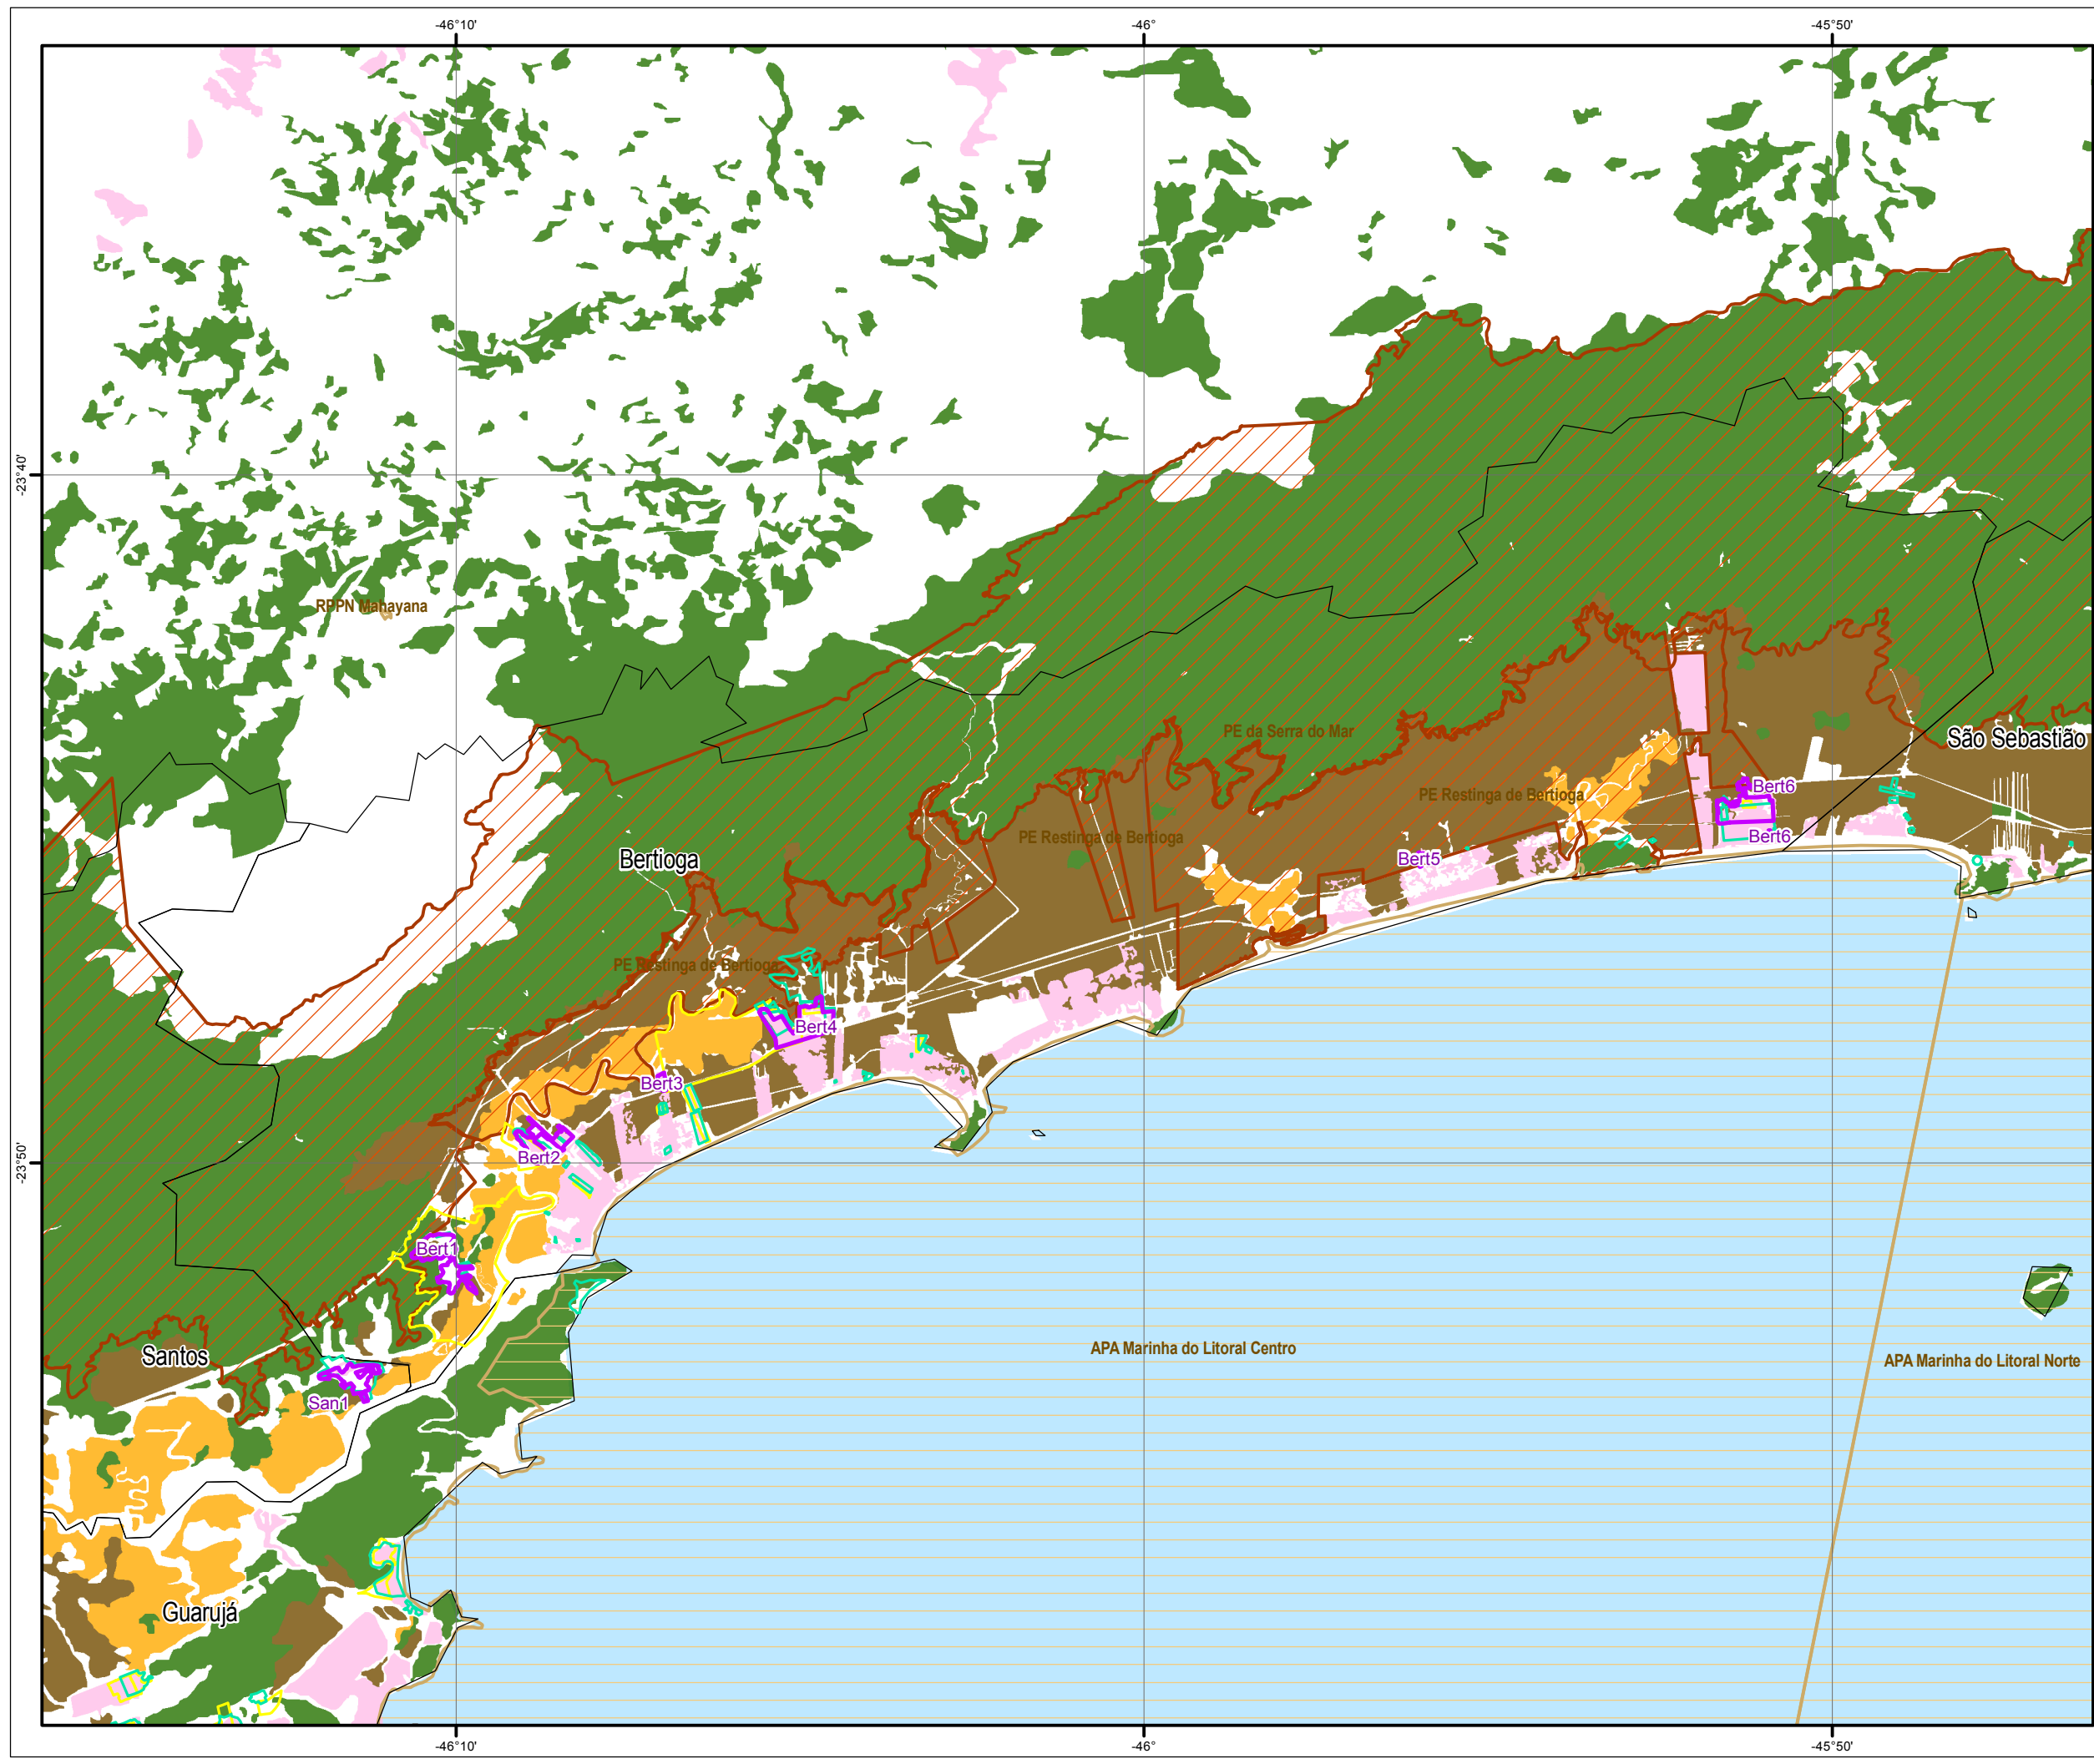 -46°10'
-46°
-45°50'
-23°40'
RPPN Mahayana
PE da Serra do Mar
São Sebastião
Bert6
PE Restinga de Bertioga
PE Restinga de Bertioga
Bert6
Bertioga
Bert5
PE Restinga de Bertioga
Bert4
Bert3
-23°50'
Bert2
Bert1
APA Marinha do Litoral Centro
Santos
APA Marinha do Litoral Norte
San1
Guarujá
-46°10'
-46°
-45°50'